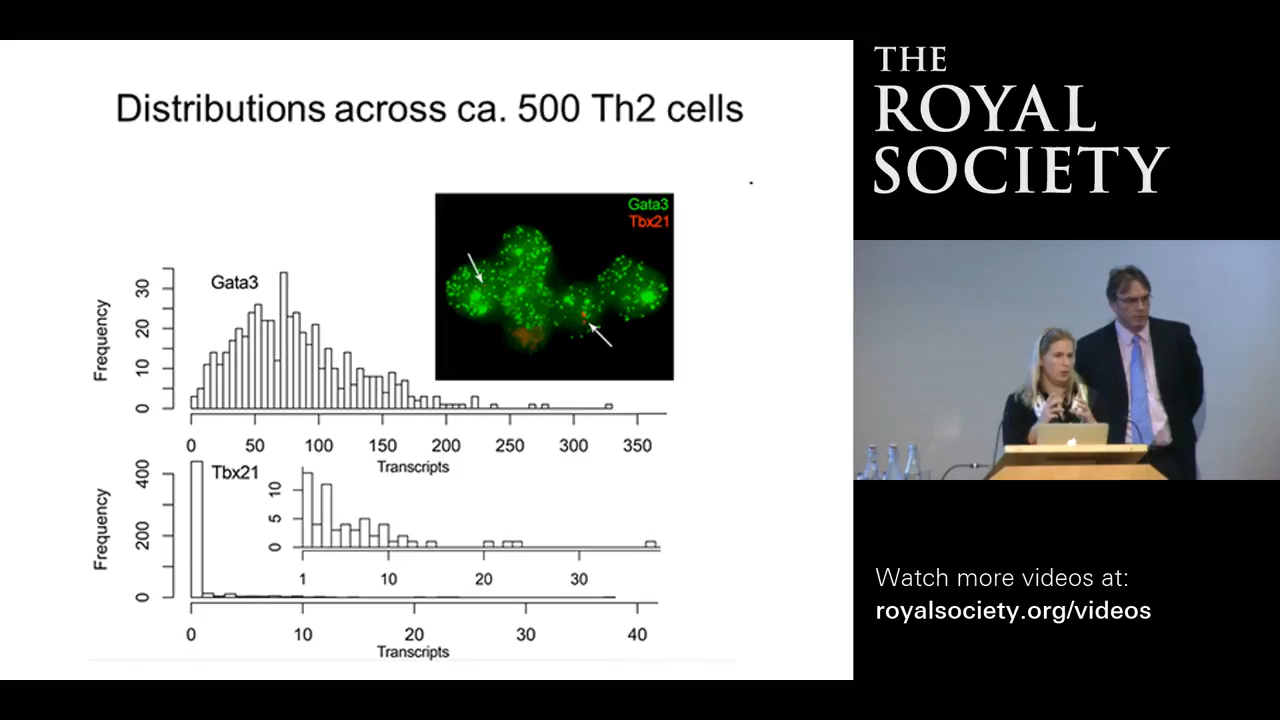 Distributions across ca. 500 Th2 cells
Gata3
Tbx21
Gata3
Frequency
30
20
10
0
0 50 100 150 200 250 300 350
Transcripts
Tbx21
Frequency
400
200
0
10
5
0
1 10 20 30
0 10 20 30 40
Transcripts
THE
ROYAL
SOCIETY
Watch more videos at:
royalsociety.org/videos